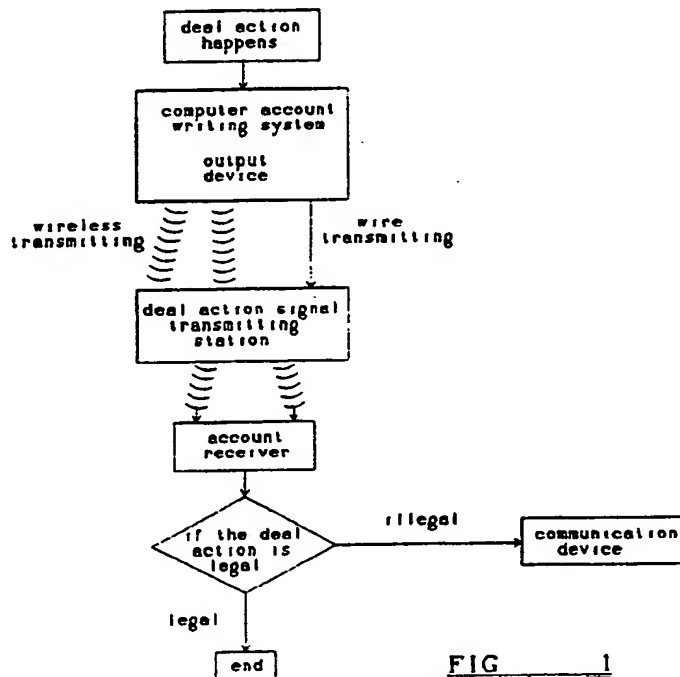 deal action
happens
computer account
writing system
output
device
wireless
transmitting
wire
transmitting
deal action signal
transmitting
station
account
receiver
if the deal
action is
legal
illegal
communication
device
legal
end
FIG 1